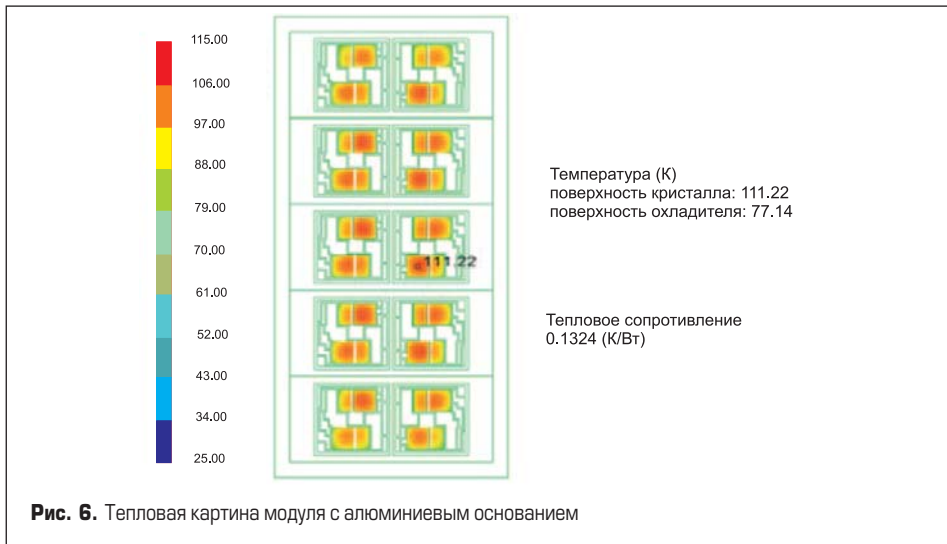 115.00
106.00
97.00
88.00
79.00
70.00
61.00
52.00
43.00
34.00
25.00
111.22
Температура (К)
поверхность кристалла: 111.22
поверхность охладителя: 77.14
Тепловое сопротивление
0.1324 (К/Вт)
Рис. 6. Тепловая картина модуля с алюминиевым основанием